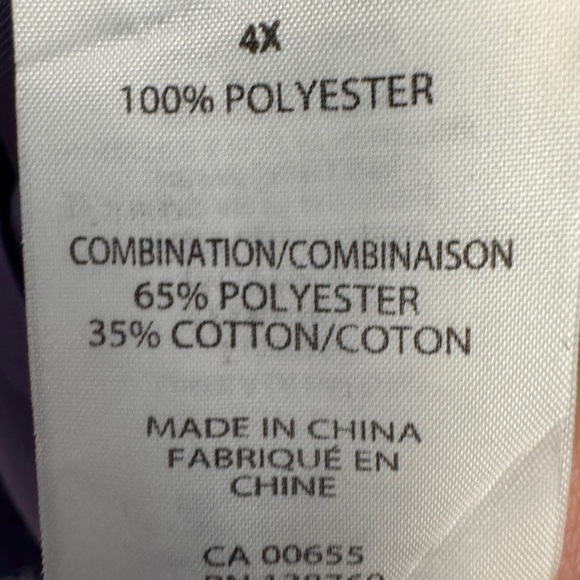 4X
100% POLYESTER
COMBINATION/COMBINAISON
65% POLYESTER
35% COTTON/COTON
MADE IN CHINA
FABRIQUÉ EN
CHINE
CA 00655